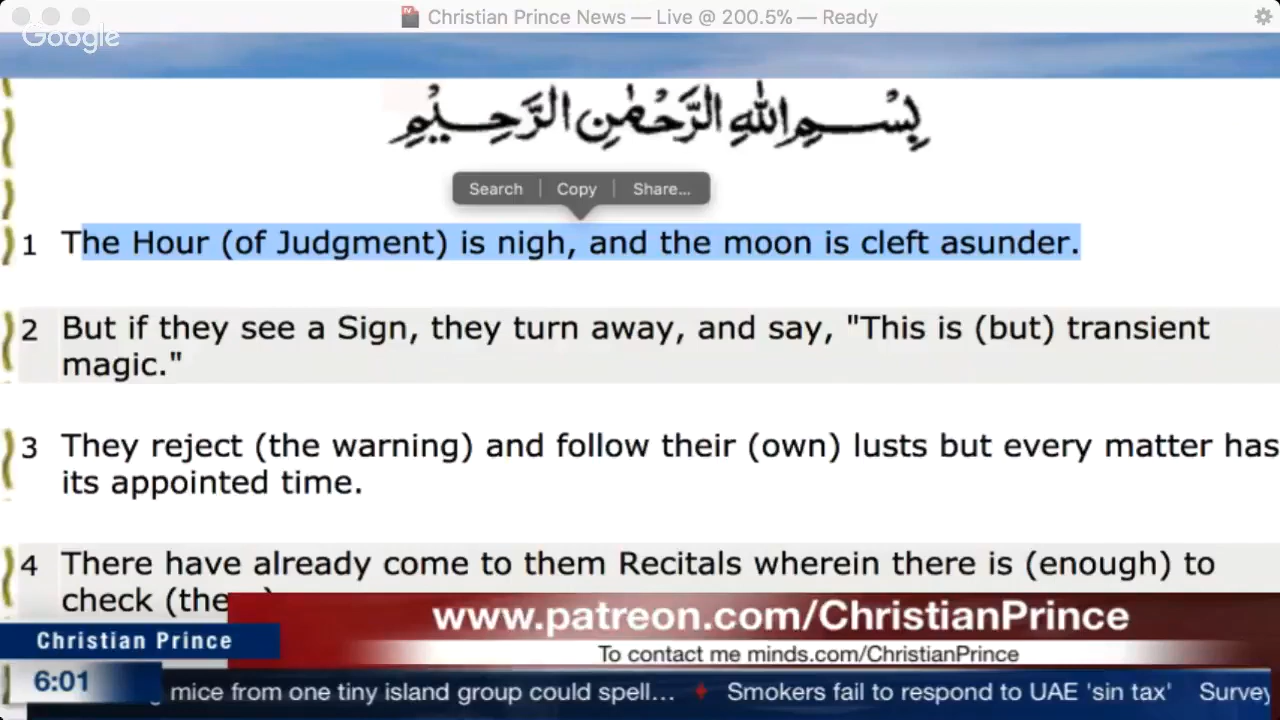 Christian Prince News — Live @ 200.5% — Ready
Google
بِسْمِ اللهِ الرَّحْمٰنِ الرَّحِيْمِ
Search Copy Share...
1 The Hour (of Judgment) is nigh, and the moon is cleft asunder.
2 But if they see a Sign, they turn away, and say, "This is (but) transient
magic."
3 They reject (the warning) and follow their (own) lusts but every matter has
its appointed time.
4 There have already come to them Recitals wherein there is (enough) to
check
www.patreon.com/ChristianPrince
Christian Prince
To contact me minds.com/ChristianPrince
6:01
mice from one tiny island group could spell... Smokers fail to respond to UAE 'sin tax' Survey